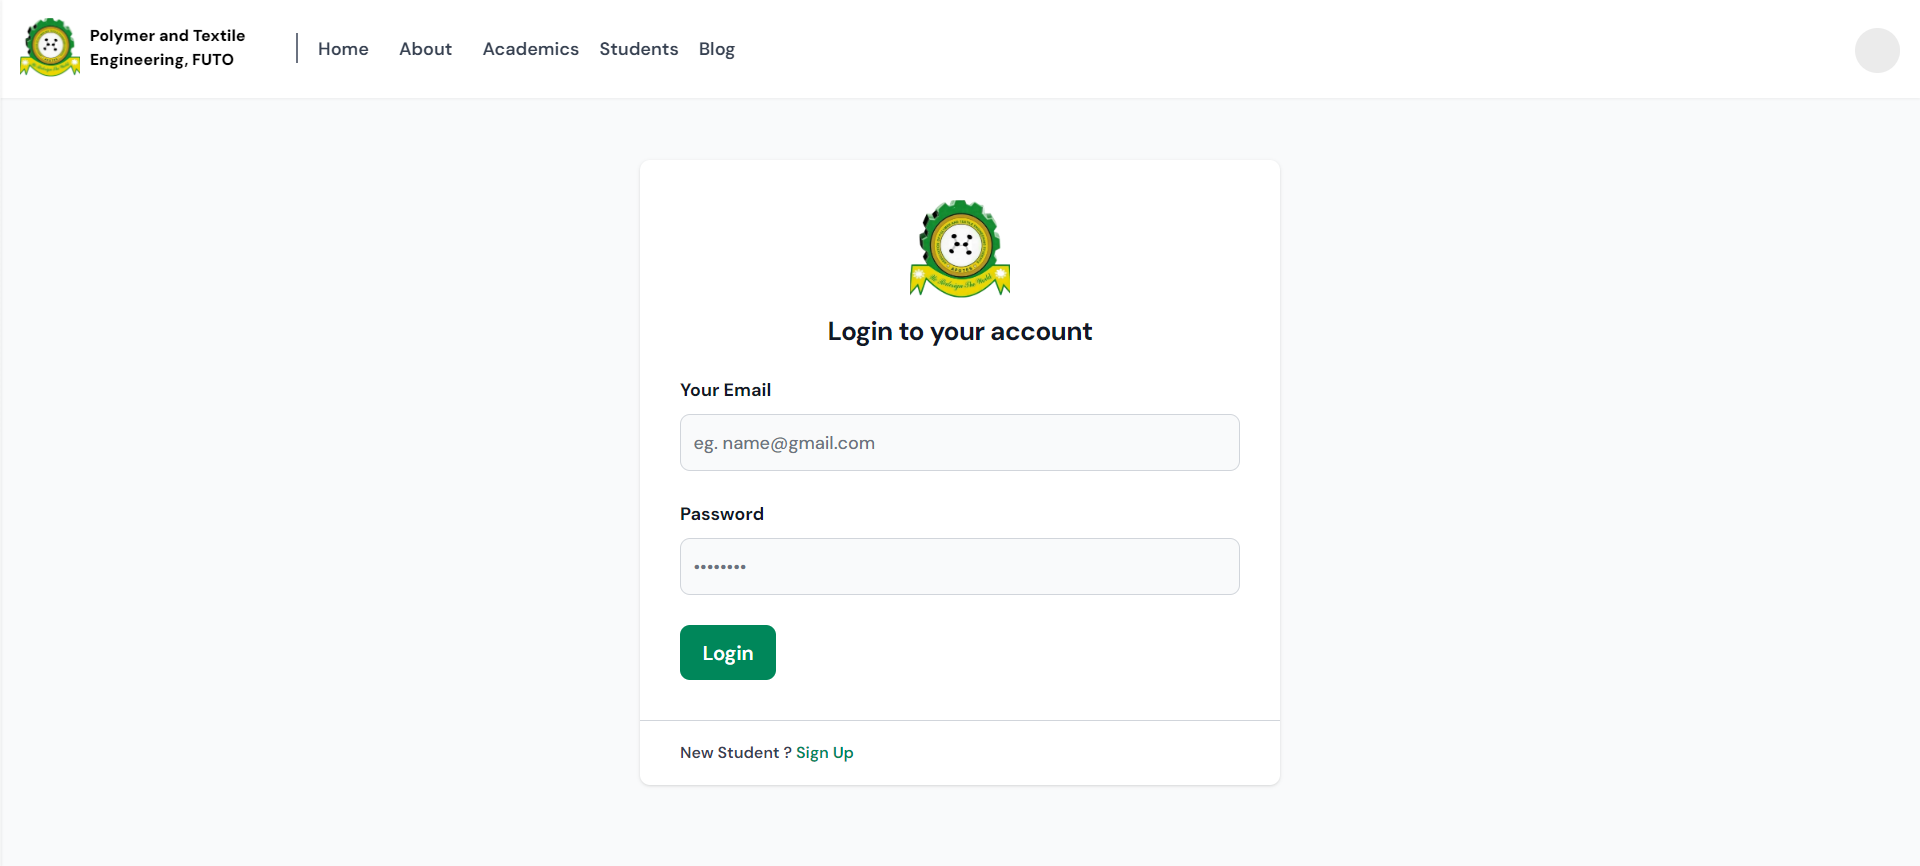 Polymer and Textile
Engineering, FUTO
Home About Academics Students Blog
Login to your account
Your Email
eg. name@gmail.com
Password
••••••••
Login
New Student ? Sign Up